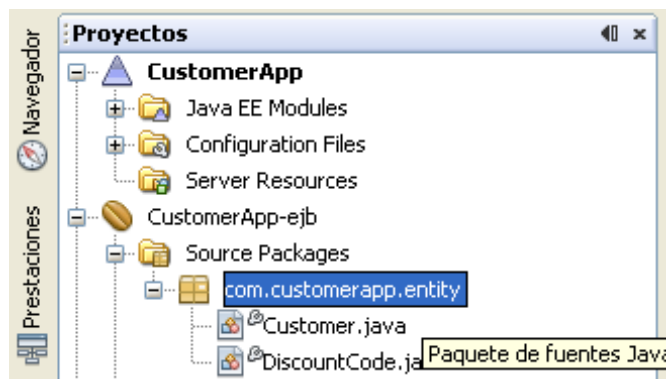 Proyectos
Navegador
CustomerApp
Java EE Modules
Configuration Files
Server Resources
Prestaciones
CustomerApp-ejb
Source Packages
com.customerapp.entity
Customer.java
DiscountCode.ja
Paquete de fuentes Java